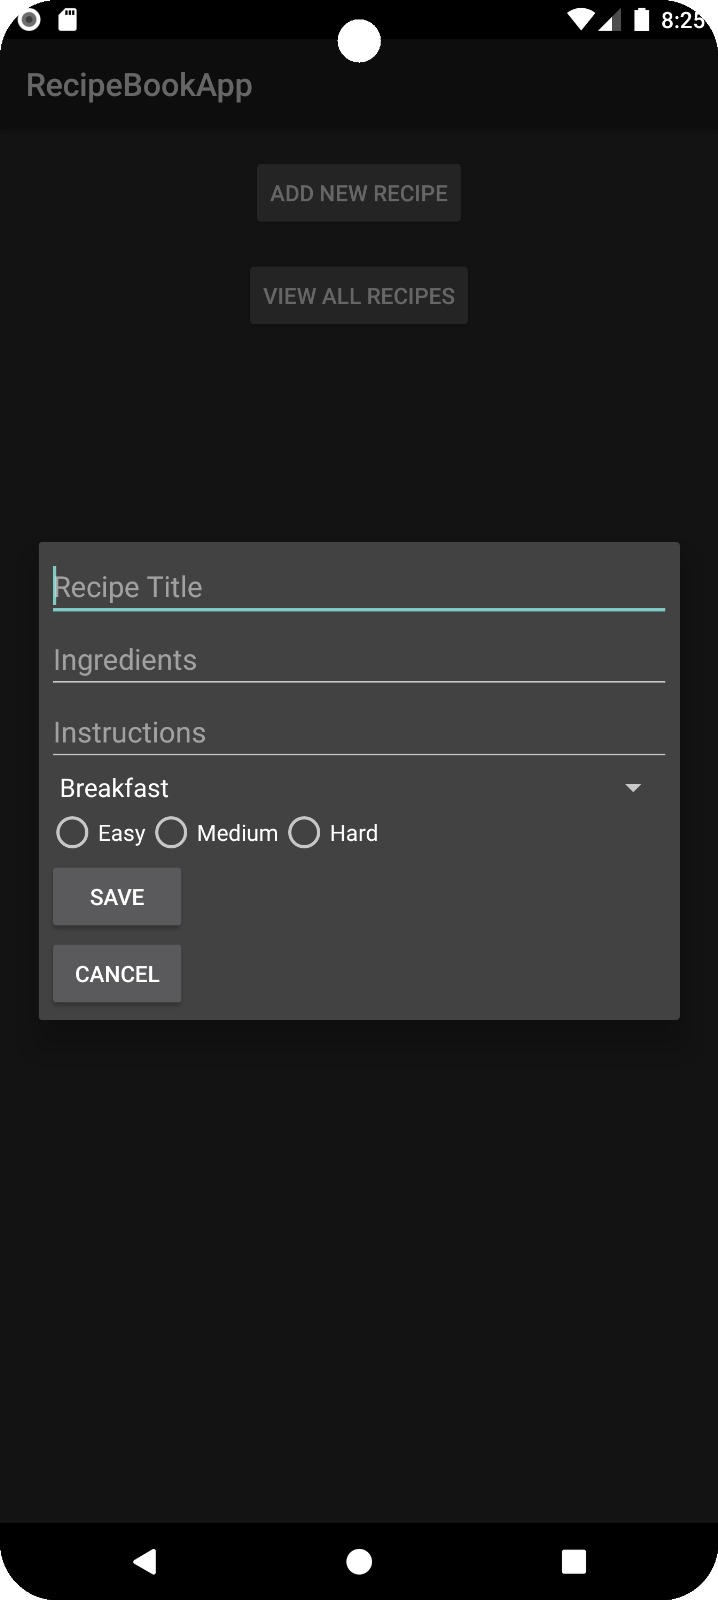 8:25
RecipeBookApp
ADD NEW RECIPE
VIEW ALL RECIPES
Recipe Title
Ingredients
Instructions
Breakfast
Easy Medium Hard
SAVE
CANCEL